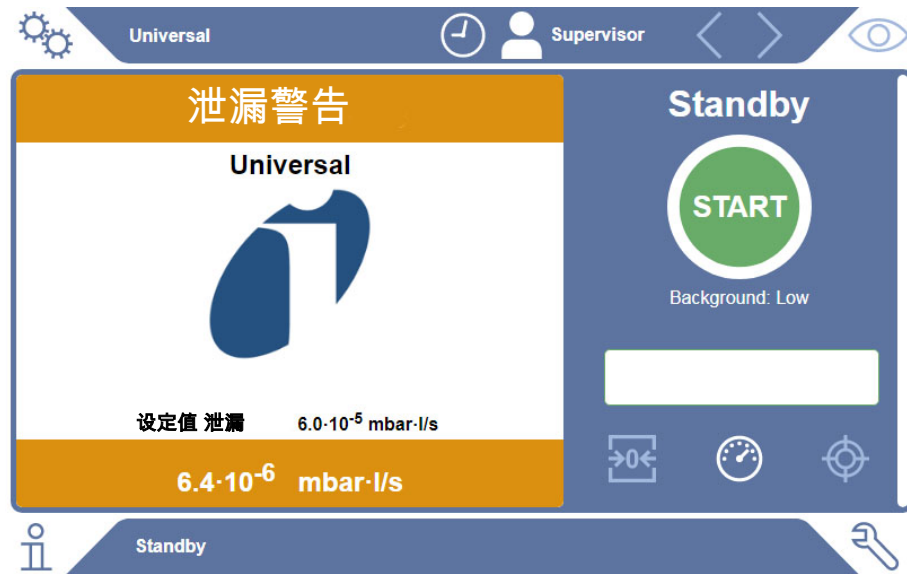 Universal
Supervisor
泄漏警告
Universal
设定值 泄漏 6.0·10⁻⁵ mbar·l/s
6.4·10⁻⁶ mbar·l/s
Standby
START
Background: Low
→0←
Standby